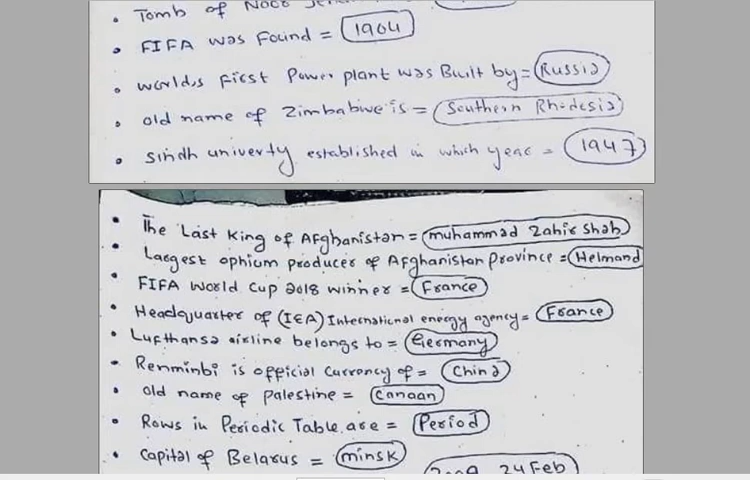 Tomb of
FIFA was Found = 1904
World,s First Power plant was Built by = Russia
old name of Zimbabwe is = Southern Rhodesia
Sindh univerty established in which year = 1947
The Last King of Afghanistan = muhammad Zahir Shah
Largest ophium producer of Afghanistan province = Helmand
FIFA World Cup 2018 winner = France
Headquarter of (IEA) International energy agency = France
Lufthansa airline belongs to = Germany
Renminbi is official currency of = China
old name of Palestine = Canaan
Rows in Periodic Table are = Period
Capital of Belarus = minsk
24 Feb